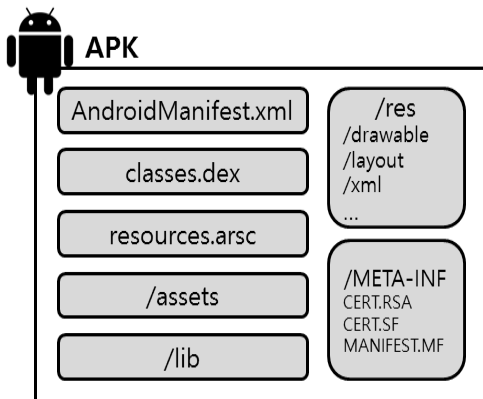 APK
AndroidManifest.xml
classes.dex
resources.arsc
/assets
/lib
/res
/drawable
/layout
/xml
...
/META-INF
CERT.RSA
CERT.SF
MANIFEST.MF